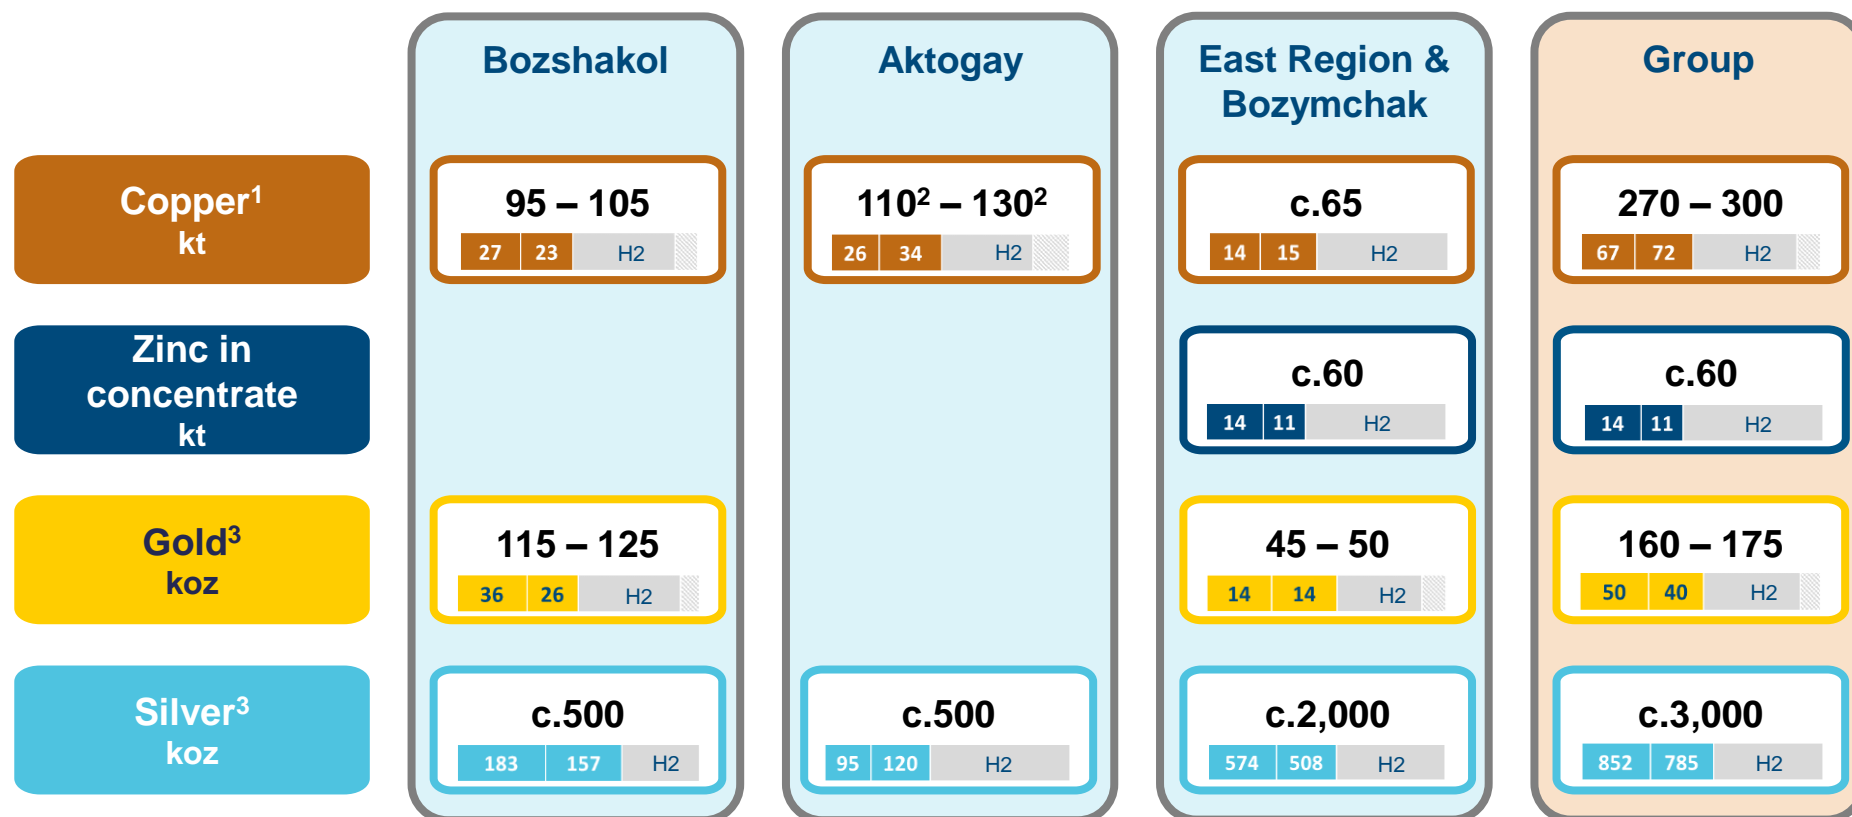 Bozshakol
Aktogay
East Region &
Bozymchak
Group
Copper¹
kt
95 – 105
27 23 H2
110² – 130²
26 34 H2
c.65
14 15 H2
270 – 300
67 72 H2
Zinc in
concentrate
kt
c.60
14 11 H2
c.60
14 11 H2
Gold³
koz
115 – 125
36 26 H2
45 – 50
14 14 H2
160 – 175
50 40 H2
Silver³
koz
c.500
183 157 H2
c.500
95 120 H2
c.2,000
574 508 H2
c.3,000
852 785 H2